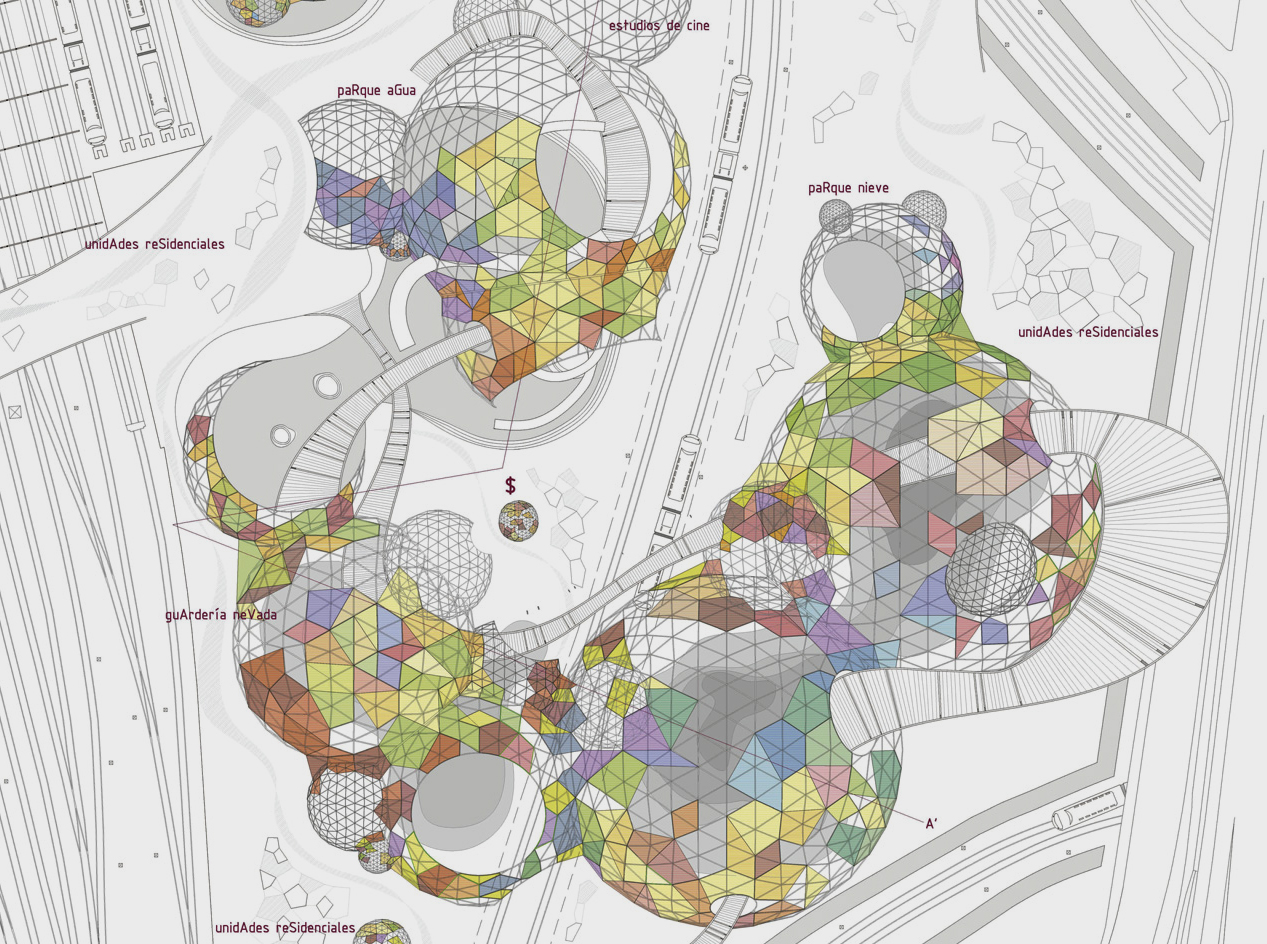 estudios de cine
paRque aGua
paRque nieve
unidAdes reSidenciales
unidAdes reSidenciales
$
guArdería neVada
A'
unidAdes reSidenciales